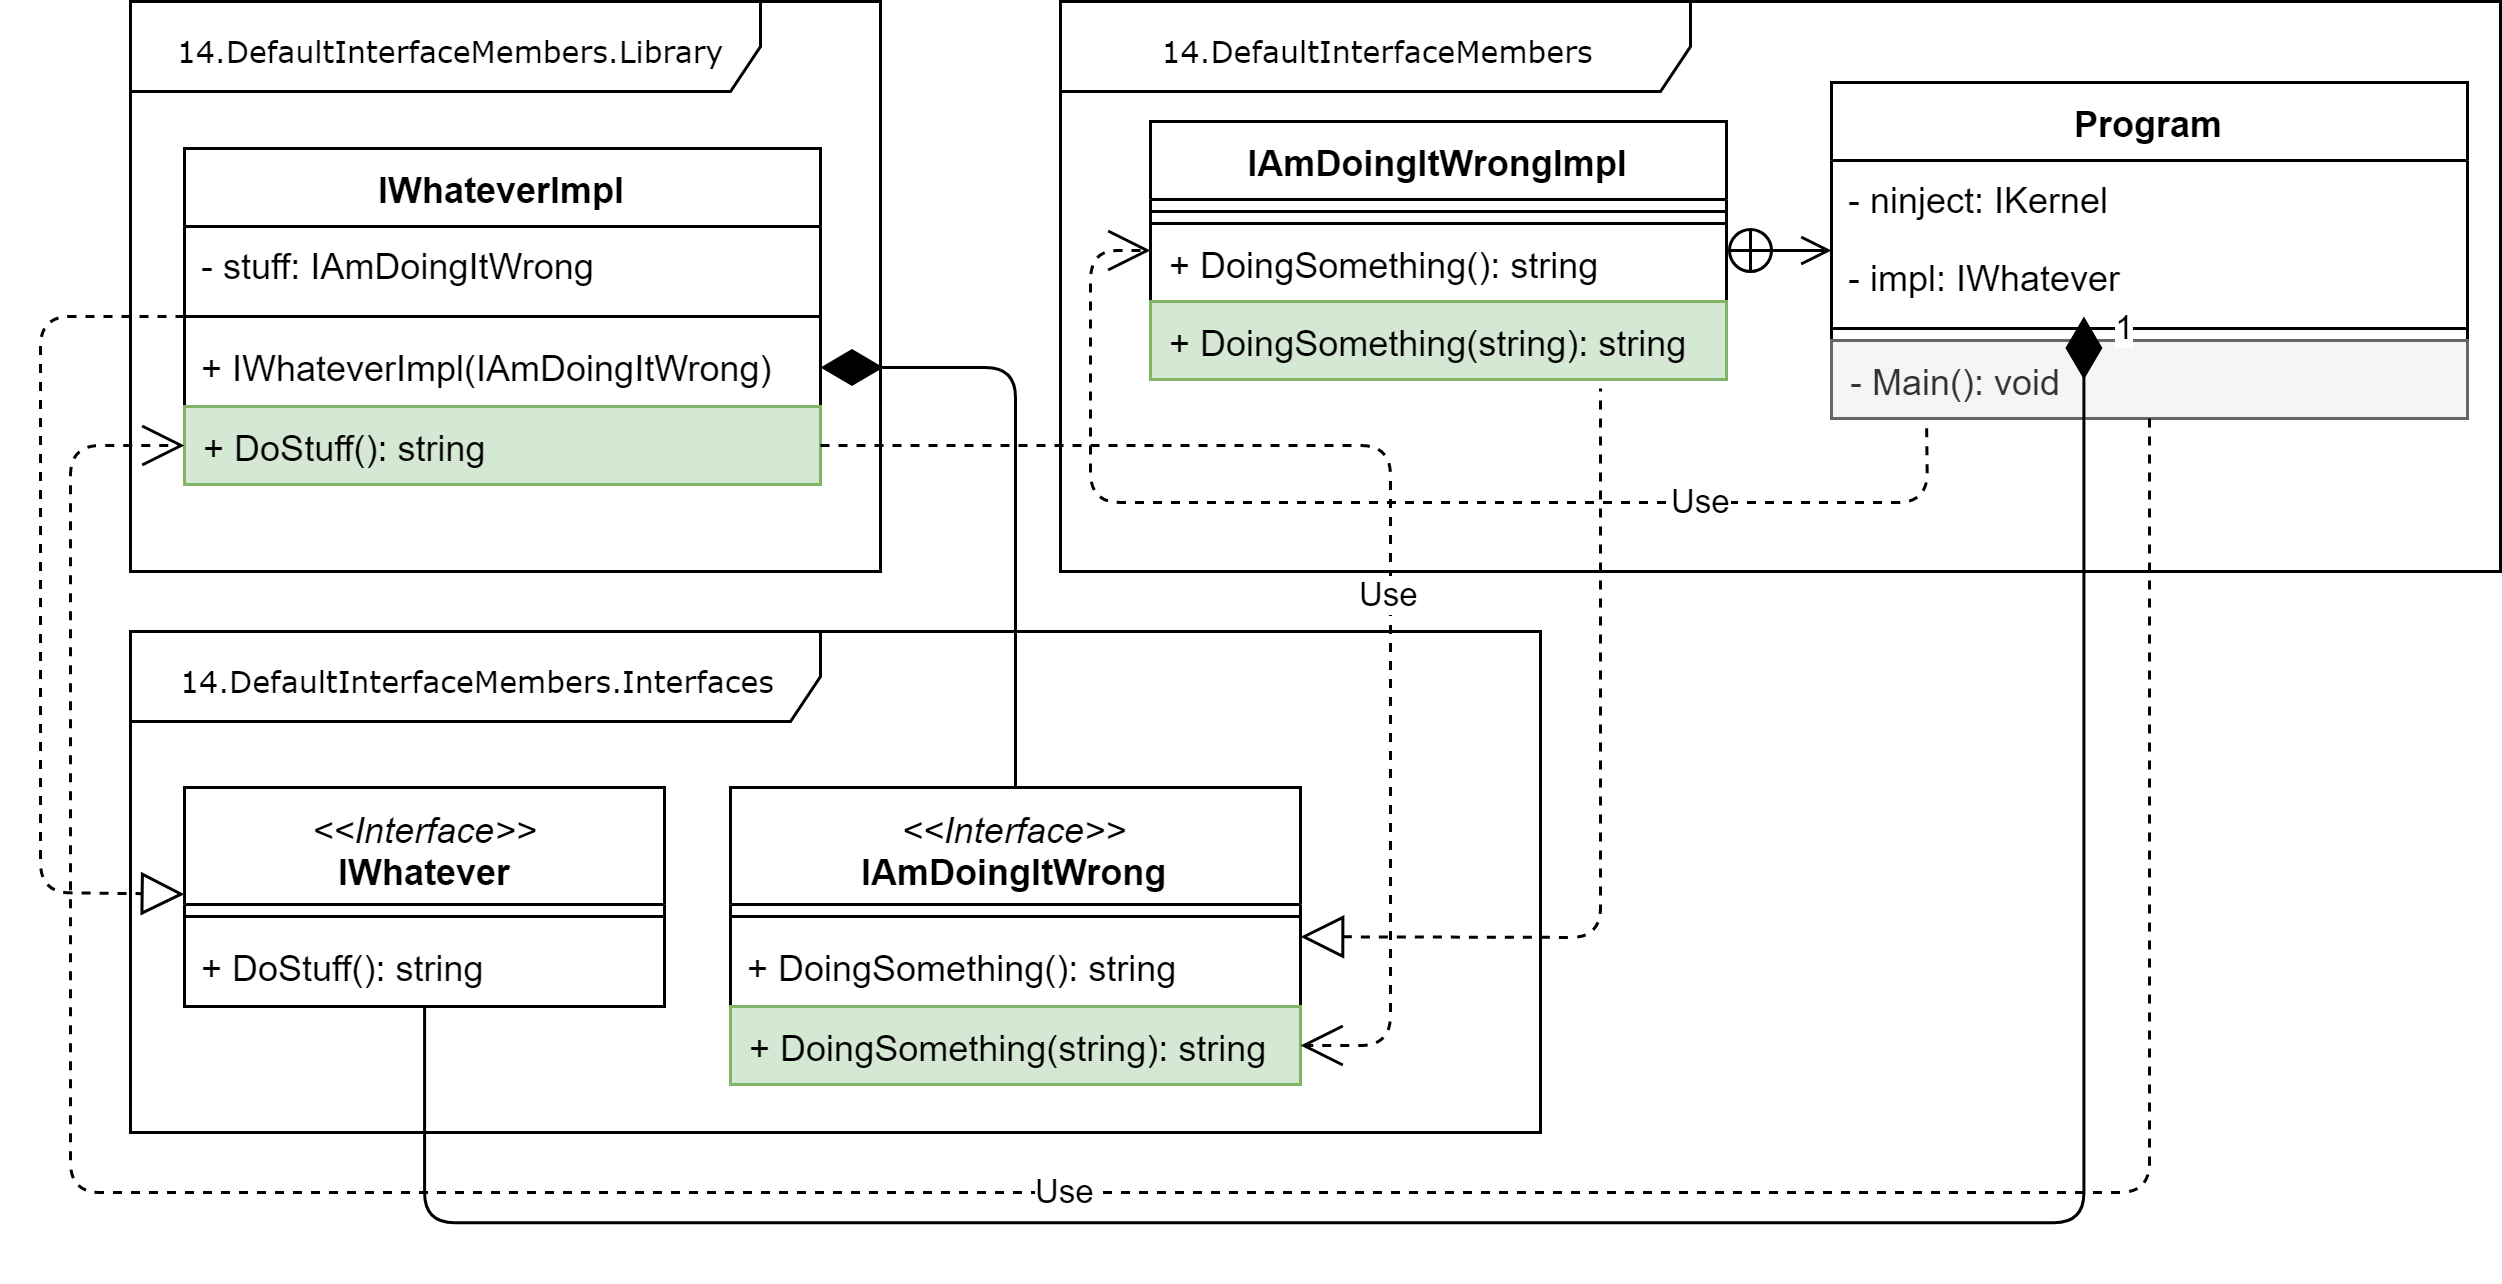 14.DefaultInterfaceMembers.Library
IWhateverImpl
- stuff: IAmDoingItWrong
+ IWhateverImpl(IAmDoingItWrong)
+ DoStuff(): string
14.DefaultInterfaceMembers
IAmDoingItWrongImpl
+ DoingSomething(): string
+ DoingSomething(string): string
Program
- ninject: IKernel
- impl: IWhatever
1
- Main(): void
Use
Use
14.DefaultInterfaceMembers.Interfaces
<<Interface>>
IWhatever
+ DoStuff(): string
<<Interface>>
IAmDoingItWrong
+ DoingSomething(): string
+ DoingSomething(string): string
Use